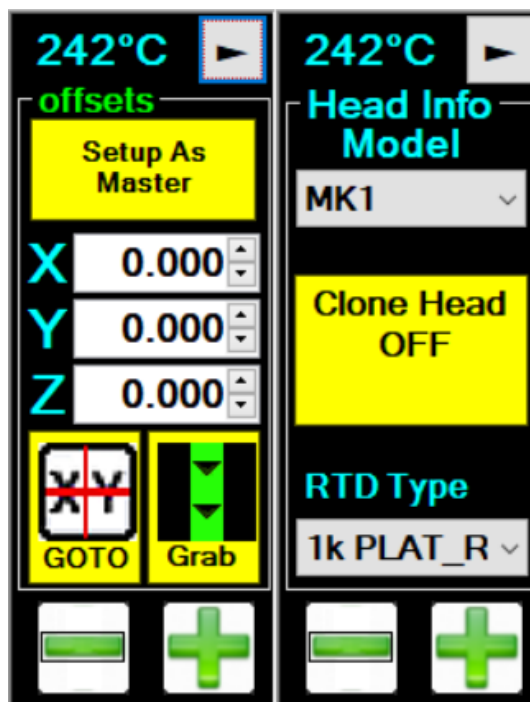 242°C
offsets
Setup As
Master
X 0.000
Y 0.000
Z 0.000
XY
GOTO
Grab
242°C
Head Info
Model
MK1
Clone Head
OFF
RTD Type
1k PLAT_R